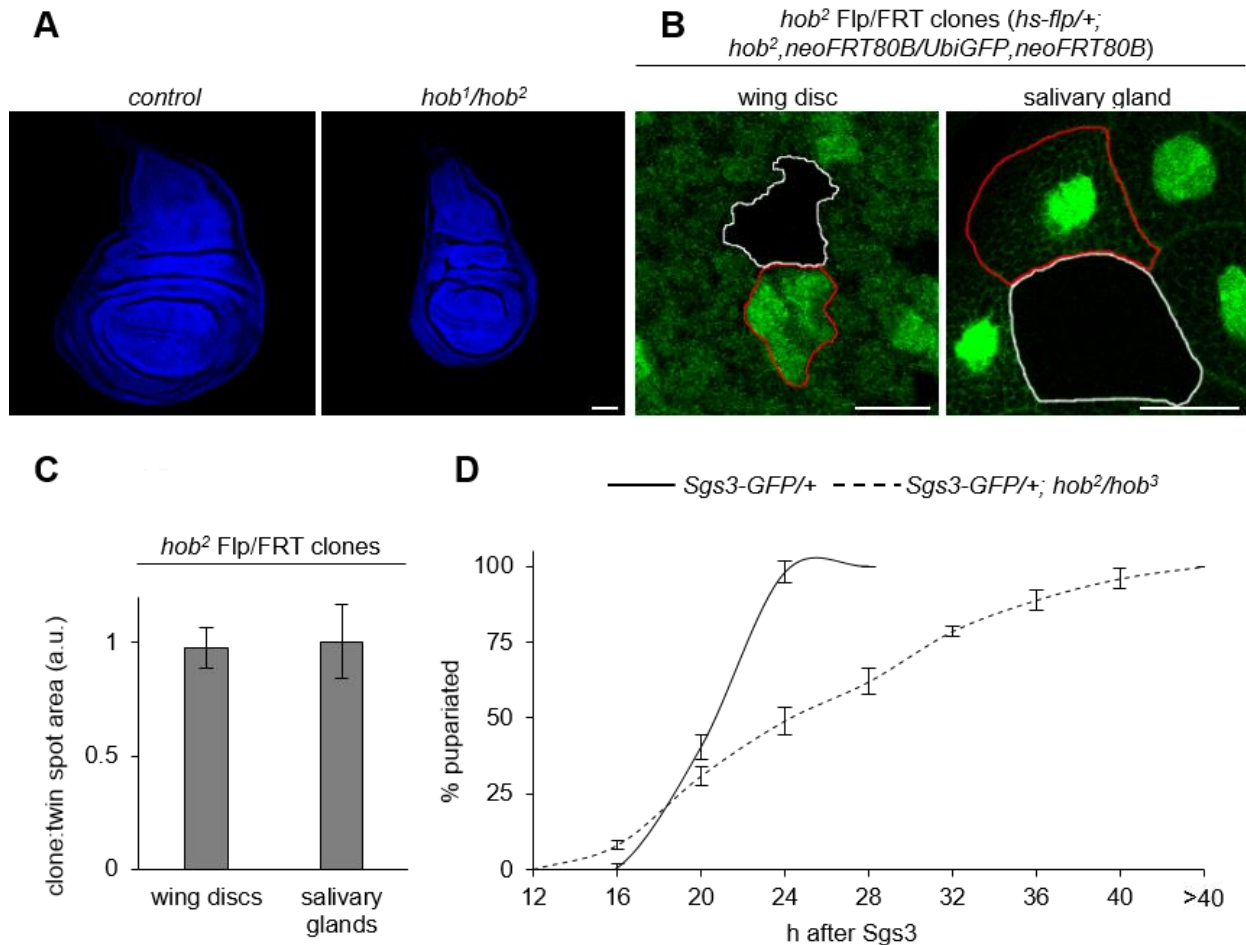 A
control
hob¹/hob²
B
hob² Flp/FRT clones (hs-flp/+;
hob²,neoFRT80B/UbiGFP,neoFRT80B)
wing disc
salivary gland
C
hob² Flp/FRT clones
clone:twin spot area (a.u.)
1
0.5
0
wing discs
salivary
glands
D
Sgs3-GFP/+
Sgs3-GFP/+; hob²/hob³
% pupariated
100
75
50
25
0
12 16 20 24 28 32 36 40 >40
h after Sgs3